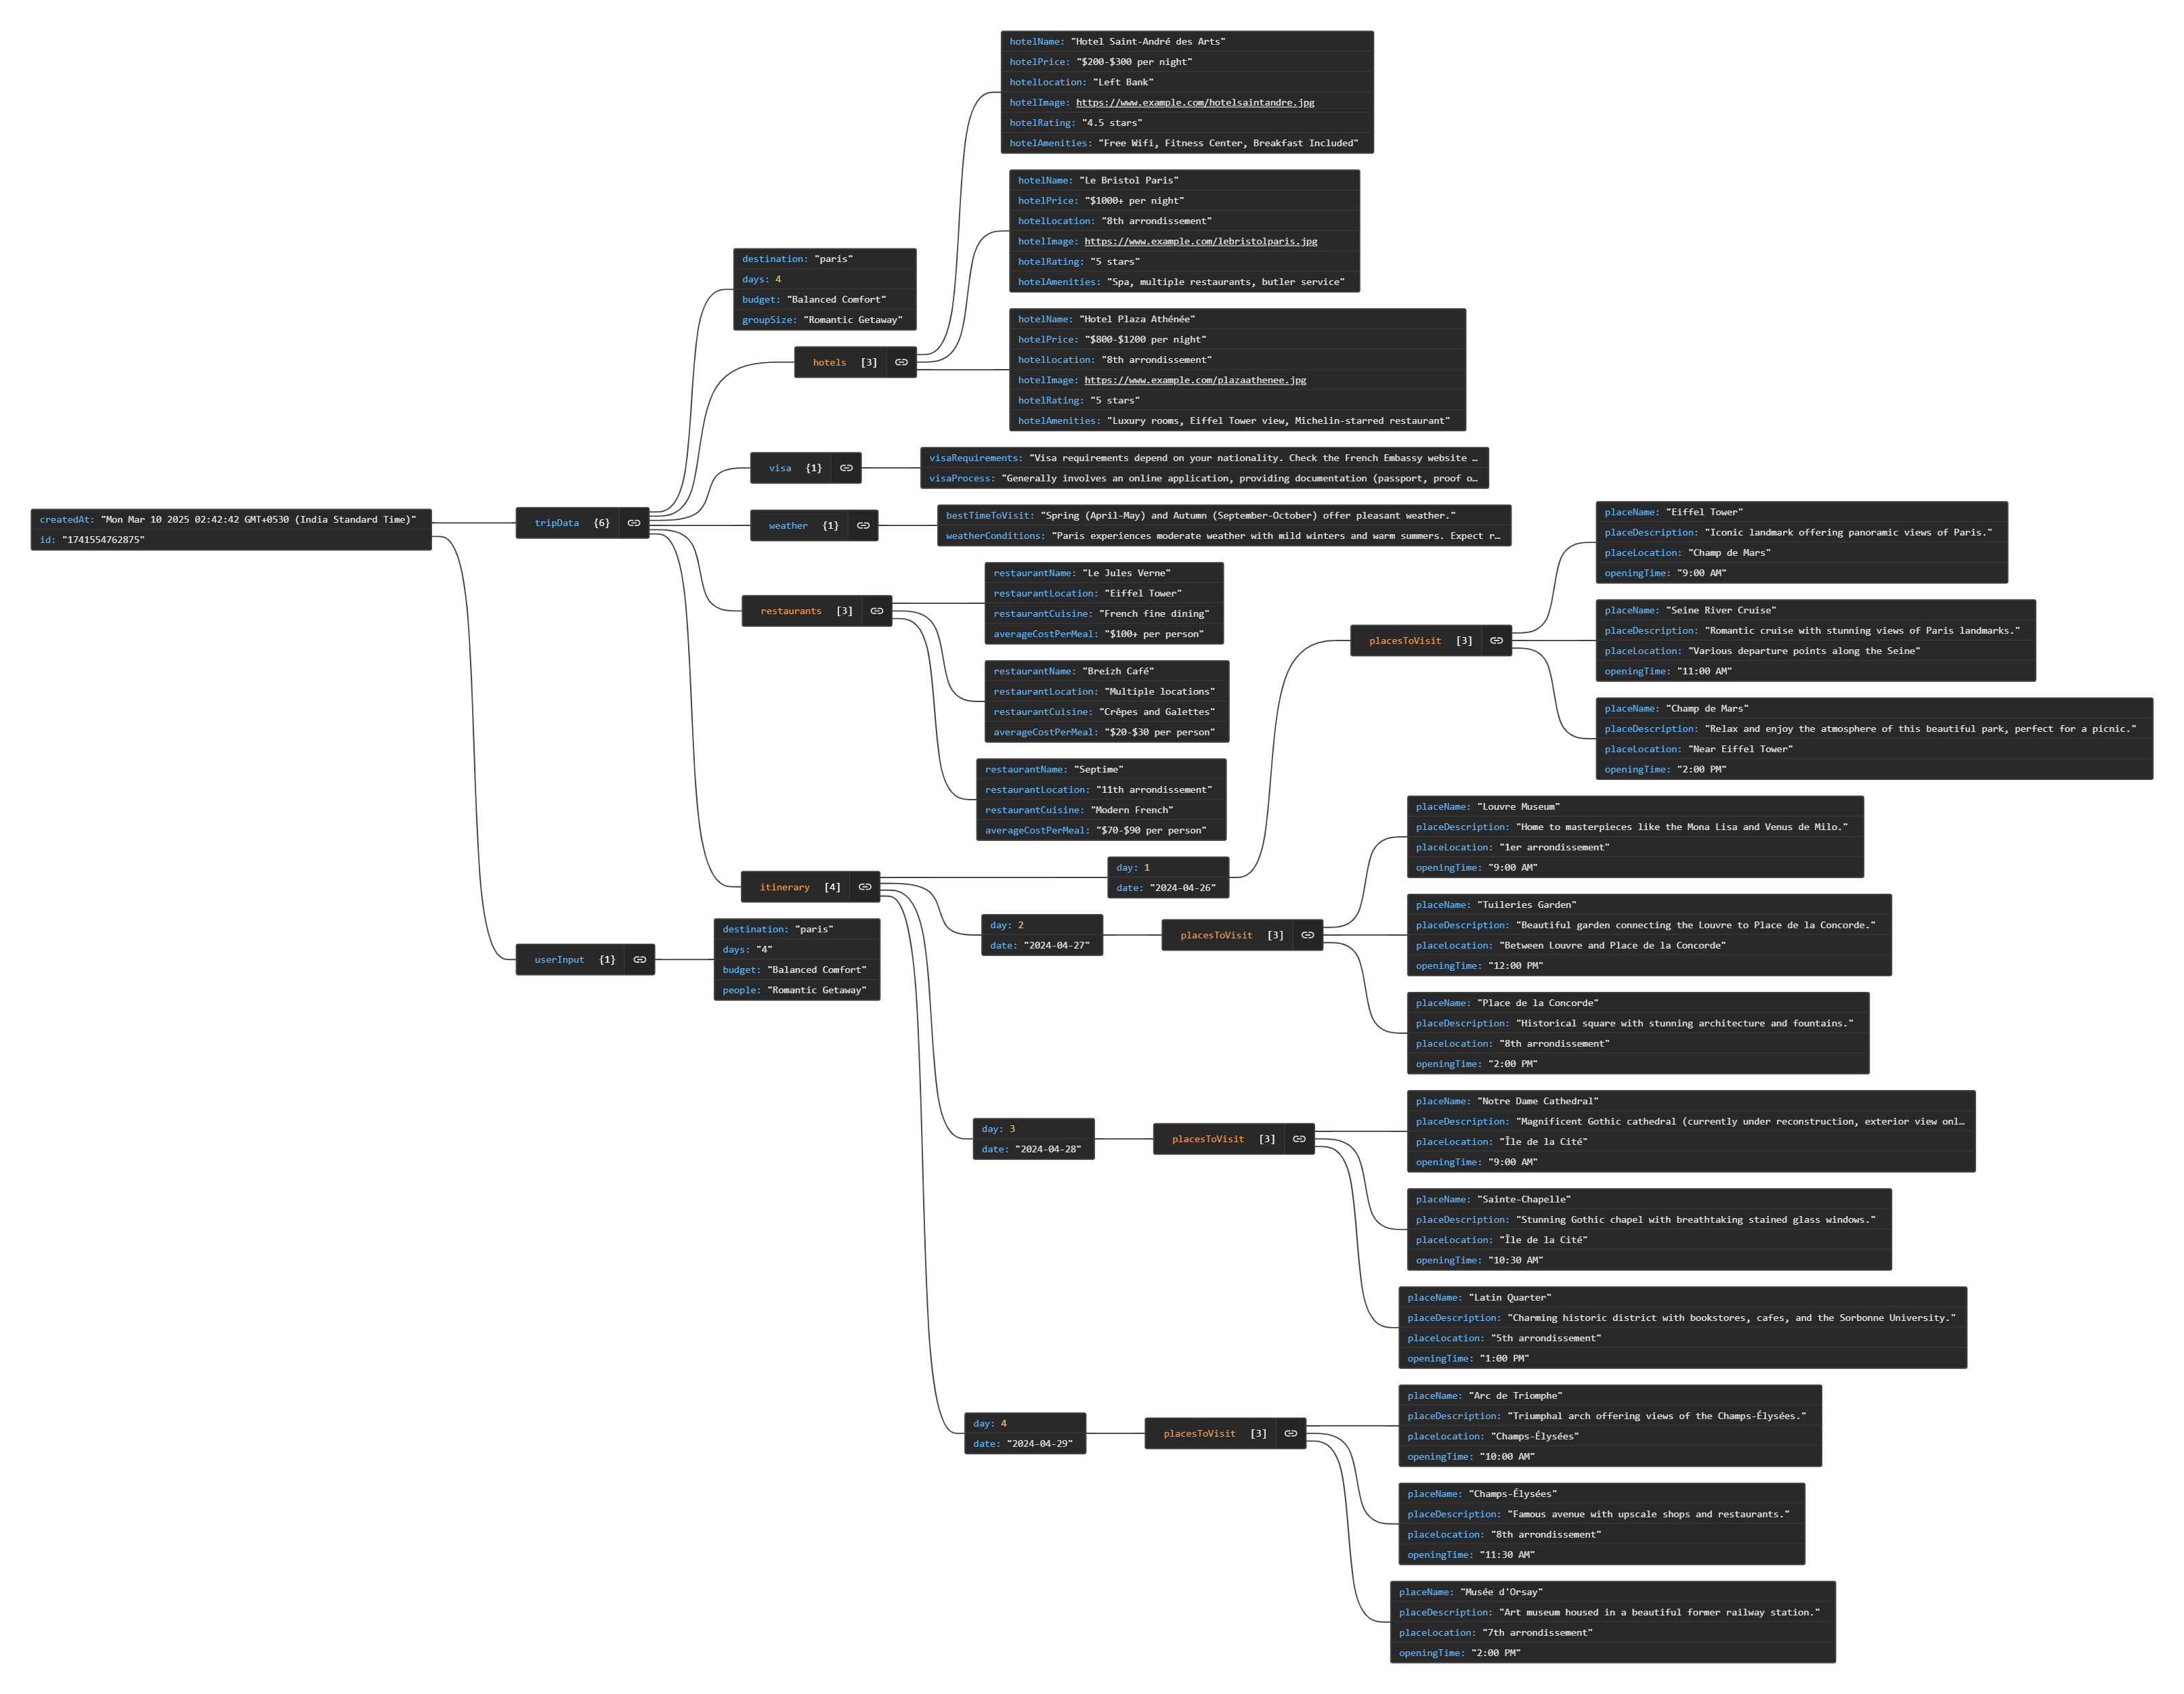 createdAt: "Mon Mar 10 2025 02:42:42 GMT+0530 (India Standard Time)"
id: "1741554762875"
tripData {6}
destination: "paris"
days: 4
budget: "Balanced Comfort"
groupSize: "Romantic Getaway"
hotels [3]
hotelName: "Hotel Saint-André des Arts"
hotelPrice: "$200-$300 per night"
hotelLocation: "Left Bank"
hotelImage: https://www.example.com/hotelsaintandre.jpg
hotelRating: "4.5 stars"
hotelAmenities: "Free Wifi, Fitness Center, Breakfast Included"
hotelName: "Le Bristol Paris"
hotelPrice: "$1000+ per night"
hotelLocation: "8th arrondissement"
hotelImage: https://www.example.com/lebristolparis.jpg
hotelRating: "5 stars"
hotelAmenities: "Spa, multiple restaurants, butler service"
hotelName: "Hotel Plaza Athénée"
hotelPrice: "$800-$1200 per night"
hotelLocation: "8th arrondissement"
hotelImage: https://www.example.com/plazaathenee.jpg
hotelRating: "5 stars"
hotelAmenities: "Luxury rooms, Eiffel Tower view, Michelin-starred restaurant"
visa {1}
visaRequirements: "Visa requirements depend on your nationality. Check the French Embassy website …
visaProcess: "Generally involves an online application, providing documentation (passport, proof o…
weather {1}
bestTimeToVisit: "Spring (April-May) and Autumn (September-October) offer pleasant weather."
weatherConditions: "Paris experiences moderate weather with mild winters and warm summers. Expect r…
restaurants [3]
restaurantName: "Le Jules Verne"
restaurantLocation: "Eiffel Tower"
restaurantCuisine: "French fine dining"
averageCostPerMeal: "$100+ per person"
restaurantName: "Breizh Café"
restaurantLocation: "Multiple locations"
restaurantCuisine: "Crêpes and Galettes"
averageCostPerMeal: "$20-$30 per person"
restaurantName: "Septime"
restaurantLocation: "11th arrondissement"
restaurantCuisine: "Modern French"
averageCostPerMeal: "$70-$90 per person"
itinerary [4]
day: 1
date: "2024-04-26"
placesToVisit [3]
placeName: "Eiffel Tower"
placeDescription: "Iconic landmark offering panoramic views of Paris."
placeLocation: "Champ de Mars"
openingTime: "9:00 AM"
placeName: "Seine River Cruise"
placeDescription: "Romantic cruise with stunning views of Paris landmarks."
placeLocation: "Various departure points along the Seine"
openingTime: "11:00 AM"
placeName: "Champ de Mars"
placeDescription: "Relax and enjoy the atmosphere of this beautiful park, perfect for a picnic."
placeLocation: "Near Eiffel Tower"
openingTime: "2:00 PM"
day: 2
date: "2024-04-27"
placesToVisit [3]
placeName: "Louvre Museum"
placeDescription: "Home to masterpieces like the Mona Lisa and Venus de Milo."
placeLocation: "1er arrondissement"
openingTime: "9:00 AM"
placeName: "Tuileries Garden"
placeDescription: "Beautiful garden connecting the Louvre to Place de la Concorde."
placeLocation: "Between Louvre and Place de la Concorde"
openingTime: "12:00 PM"
placeName: "Place de la Concorde"
placeDescription: "Historical square with stunning architecture and fountains."
placeLocation: "8th arrondissement"
openingTime: "2:00 PM"
day: 3
date: "2024-04-28"
placesToVisit [3]
placeName: "Notre Dame Cathedral"
placeDescription: "Magnificent Gothic cathedral (currently under reconstruction, exterior view onl…
placeLocation: "Île de la Cité"
openingTime: "9:00 AM"
placeName: "Sainte-Chapelle"
placeDescription: "Stunning Gothic chapel with breathtaking stained glass windows."
placeLocation: "Île de la Cité"
openingTime: "10:30 AM"
placeName: "Latin Quarter"
placeDescription: "Charming historic district with bookstores, cafes, and the Sorbonne University."
placeLocation: "5th arrondissement"
openingTime: "1:00 PM"
day: 4
date: "2024-04-29"
placesToVisit [3]
placeName: "Arc de Triomphe"
placeDescription: "Triumphal arch offering views of the Champs-Élysées."
placeLocation: "Champs-Élysées"
openingTime: "10:00 AM"
placeName: "Champs-Élysées"
placeDescription: "Famous avenue with upscale shops and restaurants."
placeLocation: "8th arrondissement"
openingTime: "11:30 AM"
placeName: "Musée d'Orsay"
placeDescription: "Art museum housed in a beautiful former railway station."
placeLocation: "7th arrondissement"
openingTime: "2:00 PM"
userInput {1}
destination: "paris"
days: "4"
budget: "Balanced Comfort"
people: "Romantic Getaway"